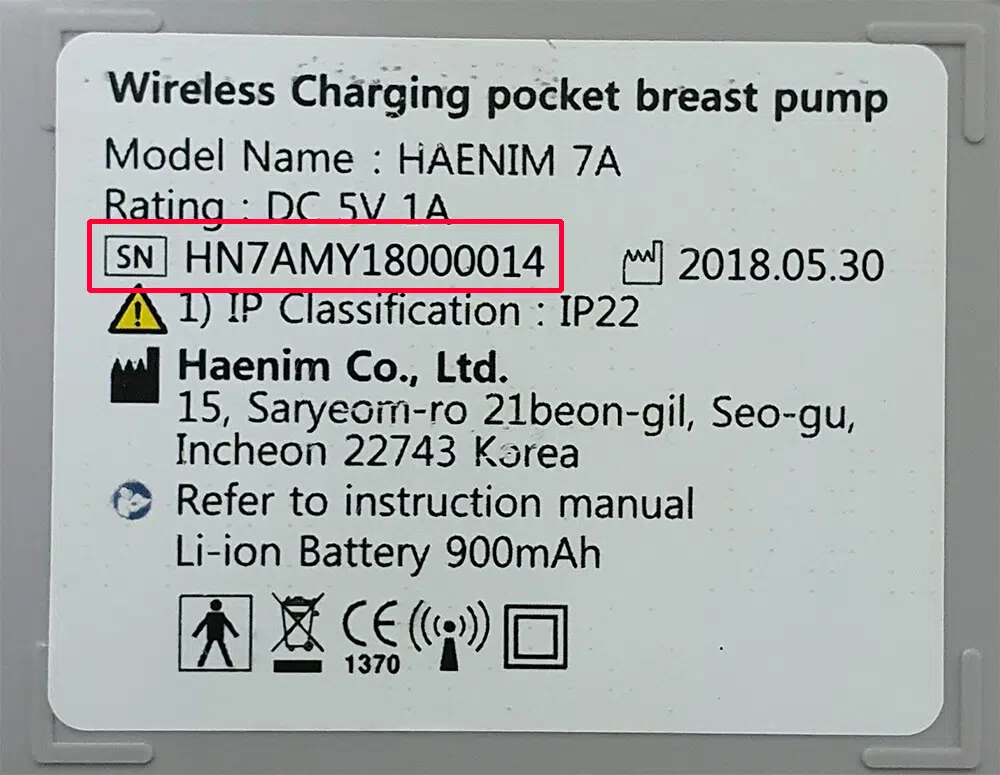 Wireless Charging pocket breast pump
Model Name : HAENIM 7A
Rating : DC 5V 1A
SN HN7AMY18000014 2018.05.30
1) IP Classification : IP22
Haenim Co., Ltd.
15, Saryeom-ro 21beon-gil, Seo-gu,
Incheon 22743 Korea
Refer to instruction manual
Li-ion Battery 900mAh
CE
1370